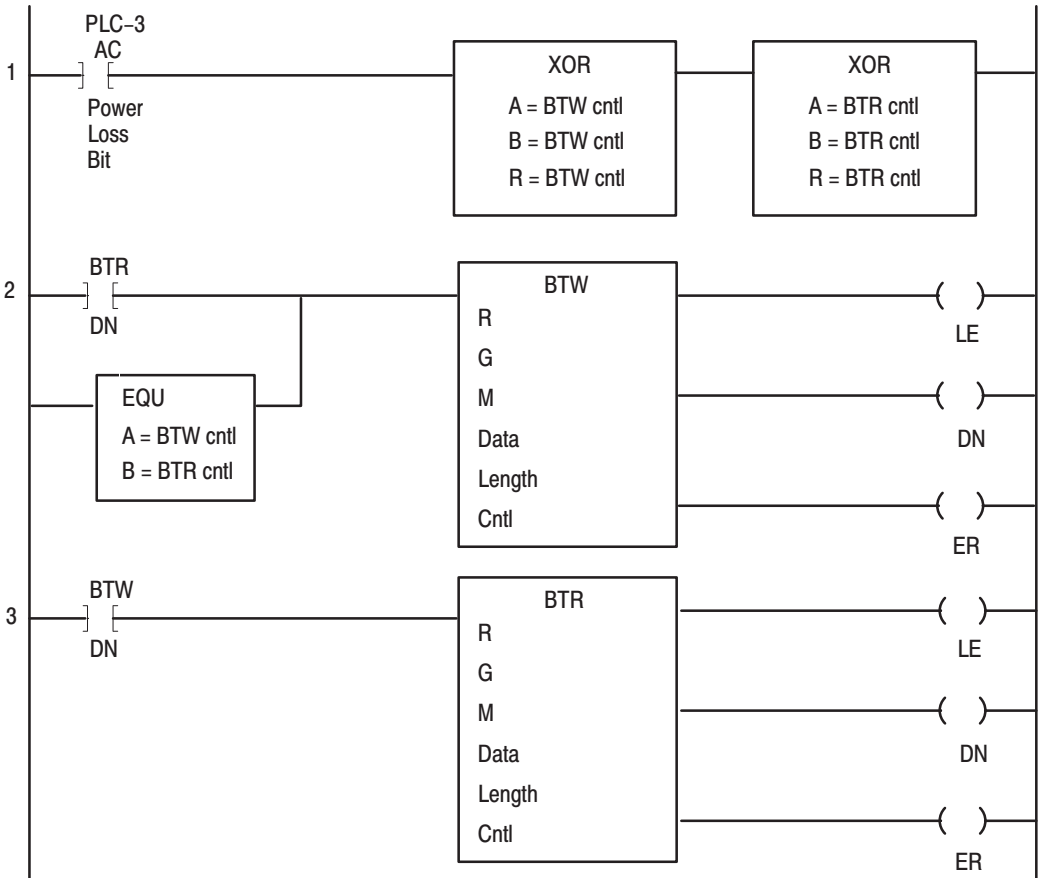 PLC–3
AC
1
Power
Loss
Bit
XOR
A = BTW cntl
B = BTW cntl
R = BTW cntl
XOR
A = BTR cntl
B = BTR cntl
R = BTR cntl
2
BTR
DN
EQU
A = BTW cntl
B = BTR cntl
BTW
R
G
M
Data
Length
Cntl
LE
DN
ER
3
BTW
DN
BTR
R
G
M
Data
Length
Cntl
LE
DN
ER